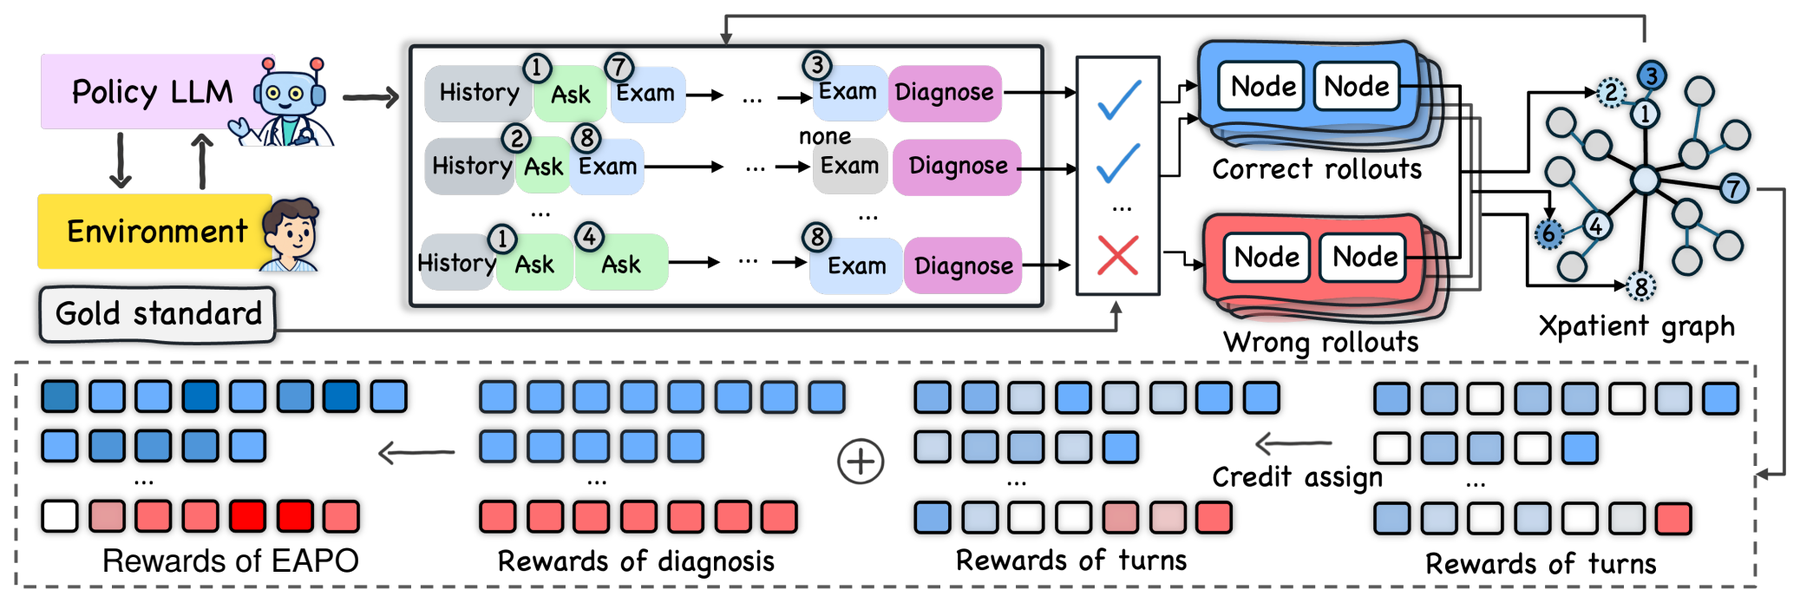 Policy LLM
Environment
Gold standard
History 1 Ask 7 Exam ... 3 Exam Diagnose
none
History 2 Ask 8 Exam ... Exam Diagnose
... ...
History 1 Ask 4 Ask ... 8 Exam Diagnose
...
Node Node
Correct rollouts
Node Node
Wrong rollouts
2 3
1
7
6 4
8
Xpatient graph
... ... ... ...
Credit assign
Rewards of EAPO
Rewards of diagnosis
Rewards of turns
Rewards of turns